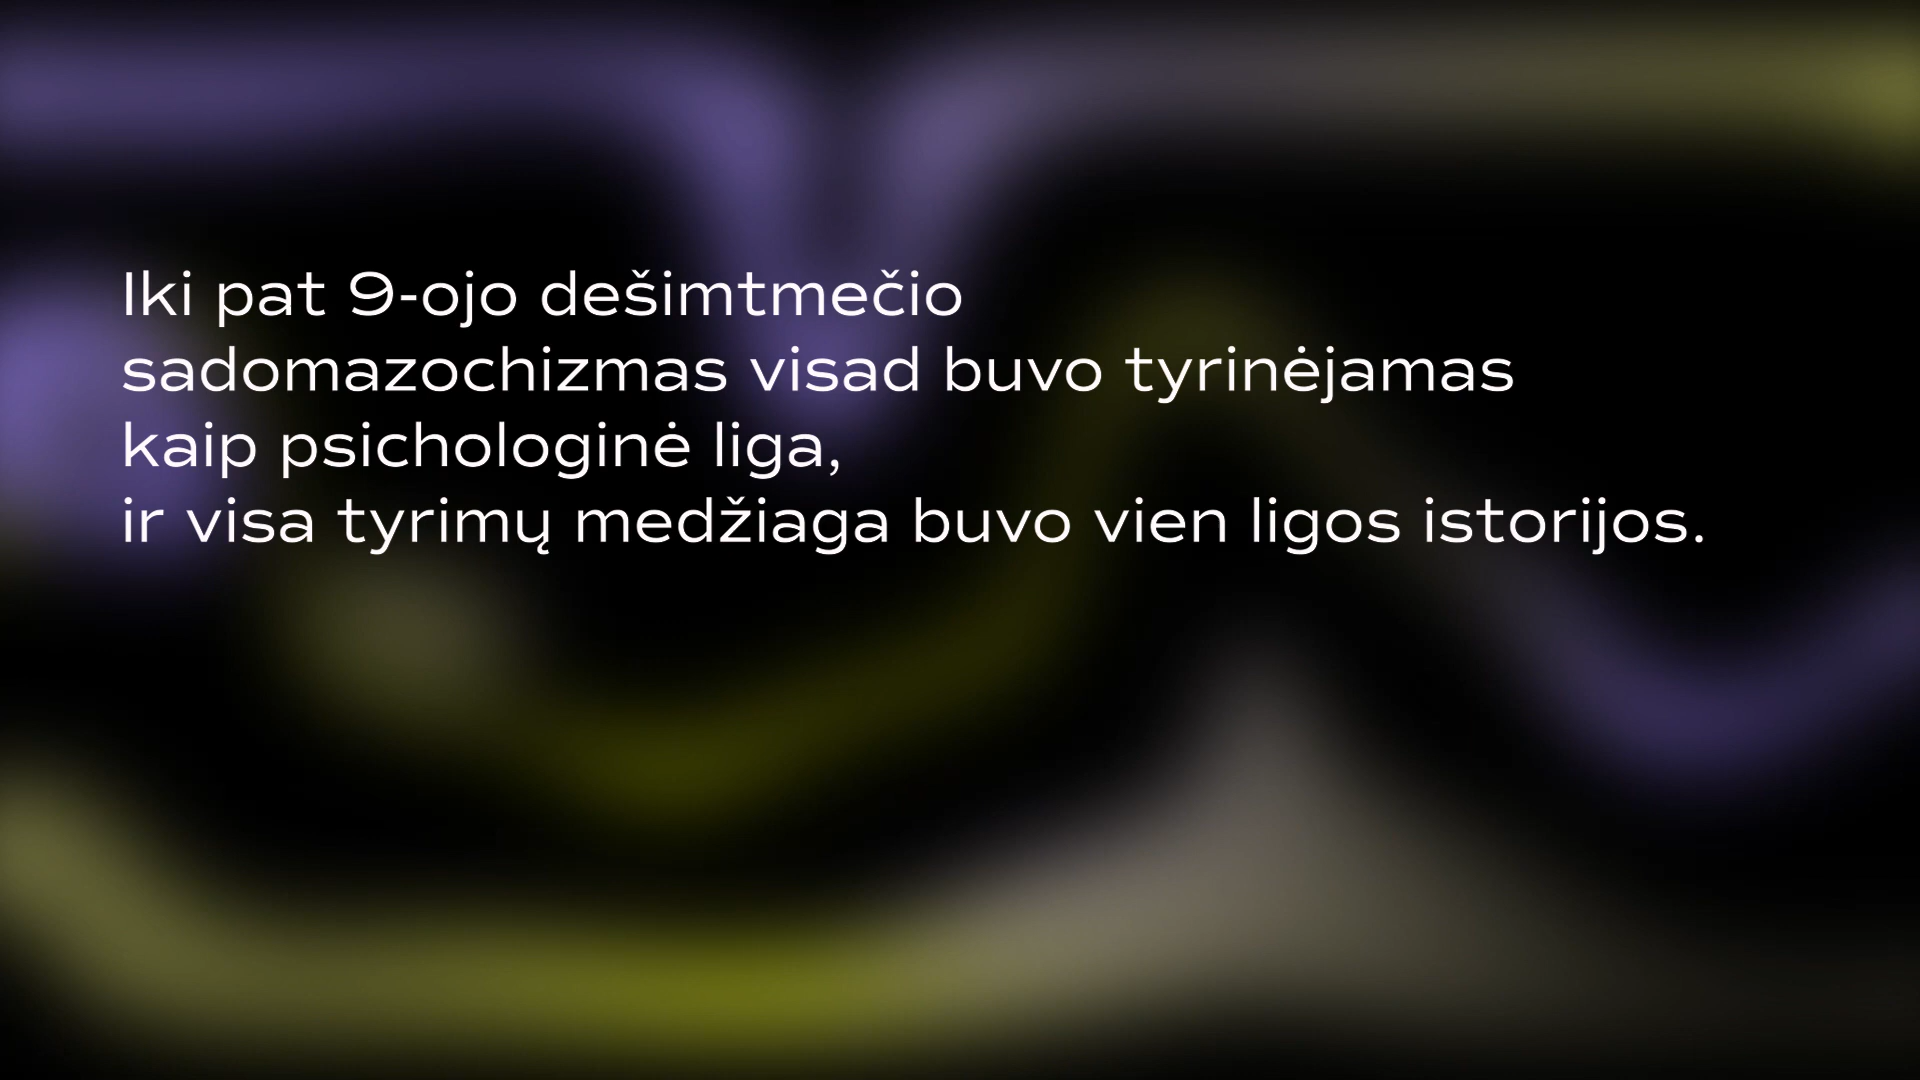 Iki pat 9-ojo dešimtmečio
sadomazochizmas visad buvo tyrinėjamas
kaip psichologinė liga,
ir visa tyrimų medžiaga buvo vien ligos istorijos.